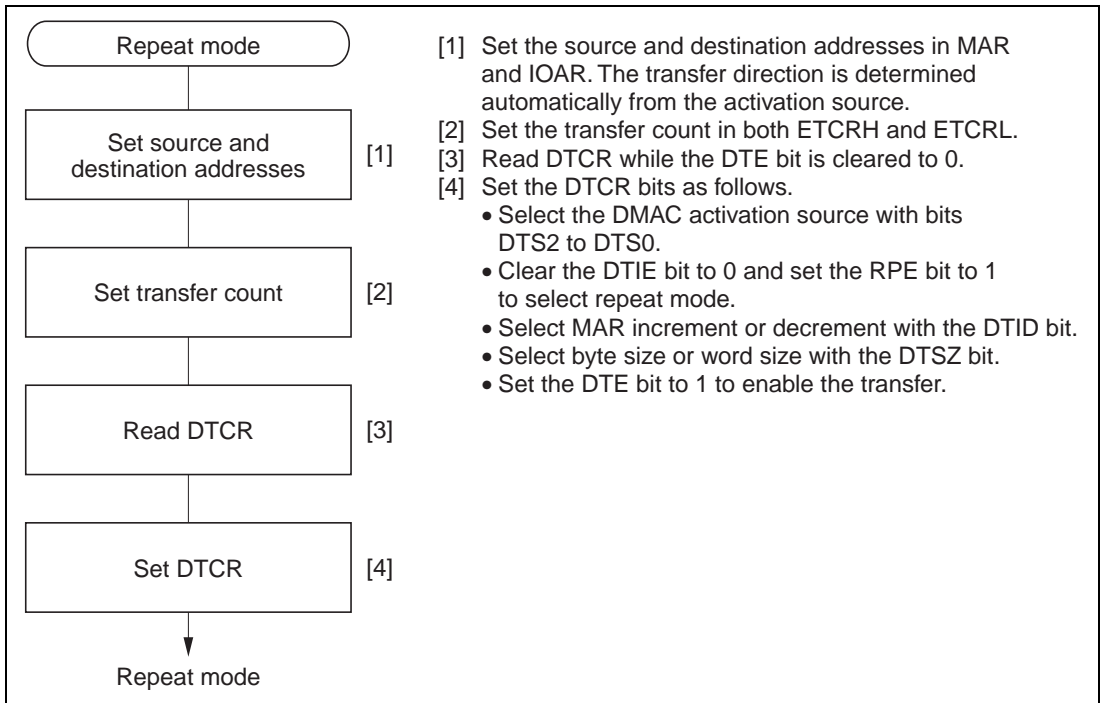 Repeat mode
Set source and
destination addresses
[1]
Set transfer count
[2]
Read DTCR
[3]
Set DTCR
[4]
Repeat mode
[1] Set the source and destination addresses in MAR
and IOAR. The transfer direction is determined
automatically from the activation source.
[2] Set the transfer count in both ETCRH and ETCRL.
[3] Read DTCR while the DTE bit is cleared to 0.
[4] Set the DTCR bits as follows.
• Select the DMAC activation source with bits
DTS2 to DTS0.
• Clear the DTIE bit to 0 and set the RPE bit to 1
to select repeat mode.
• Select MAR increment or decrement with the DTID bit.
• Select byte size or word size with the DTSZ bit.
• Set the DTE bit to 1 to enable the transfer.